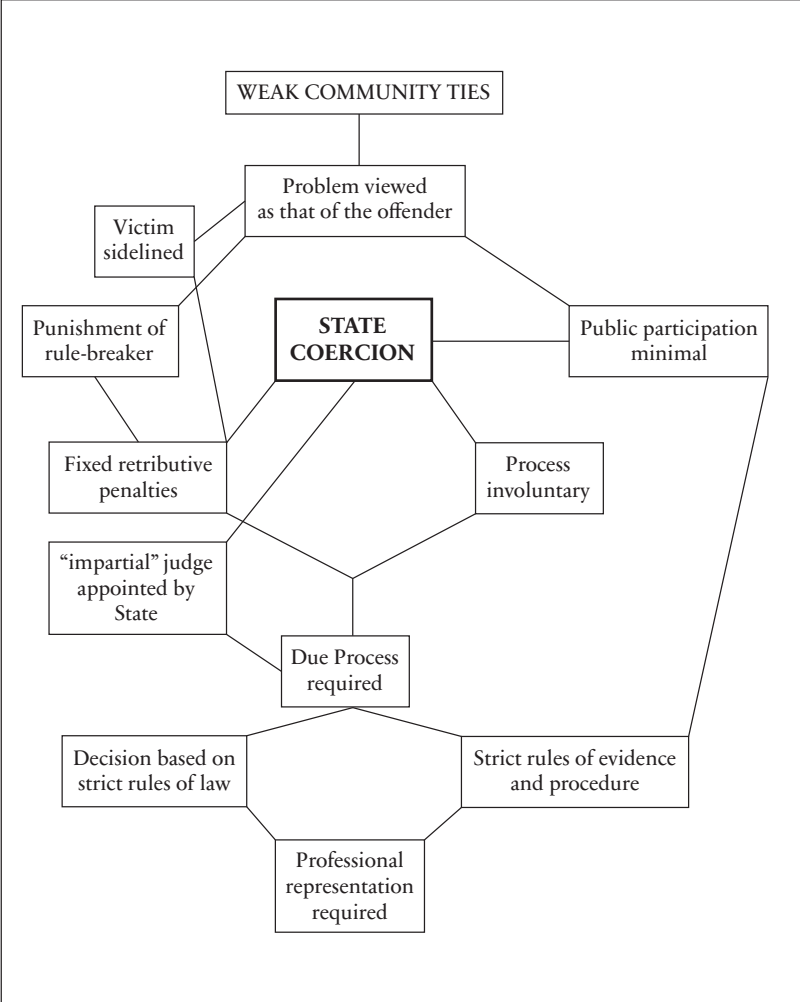 WEAK COMMUNITY TIES
Problem viewed
as that of the offender
Victim
sidelined
Punishment of
rule-breaker
STATE
COERCION
Public participation
minimal
Fixed retributive
penalties
Process
involuntary
“impartial” judge
appointed by
State
Due Process
required
Decision based on
strict rules of law
Strict rules of evidence
and procedure
Professional
representation
required